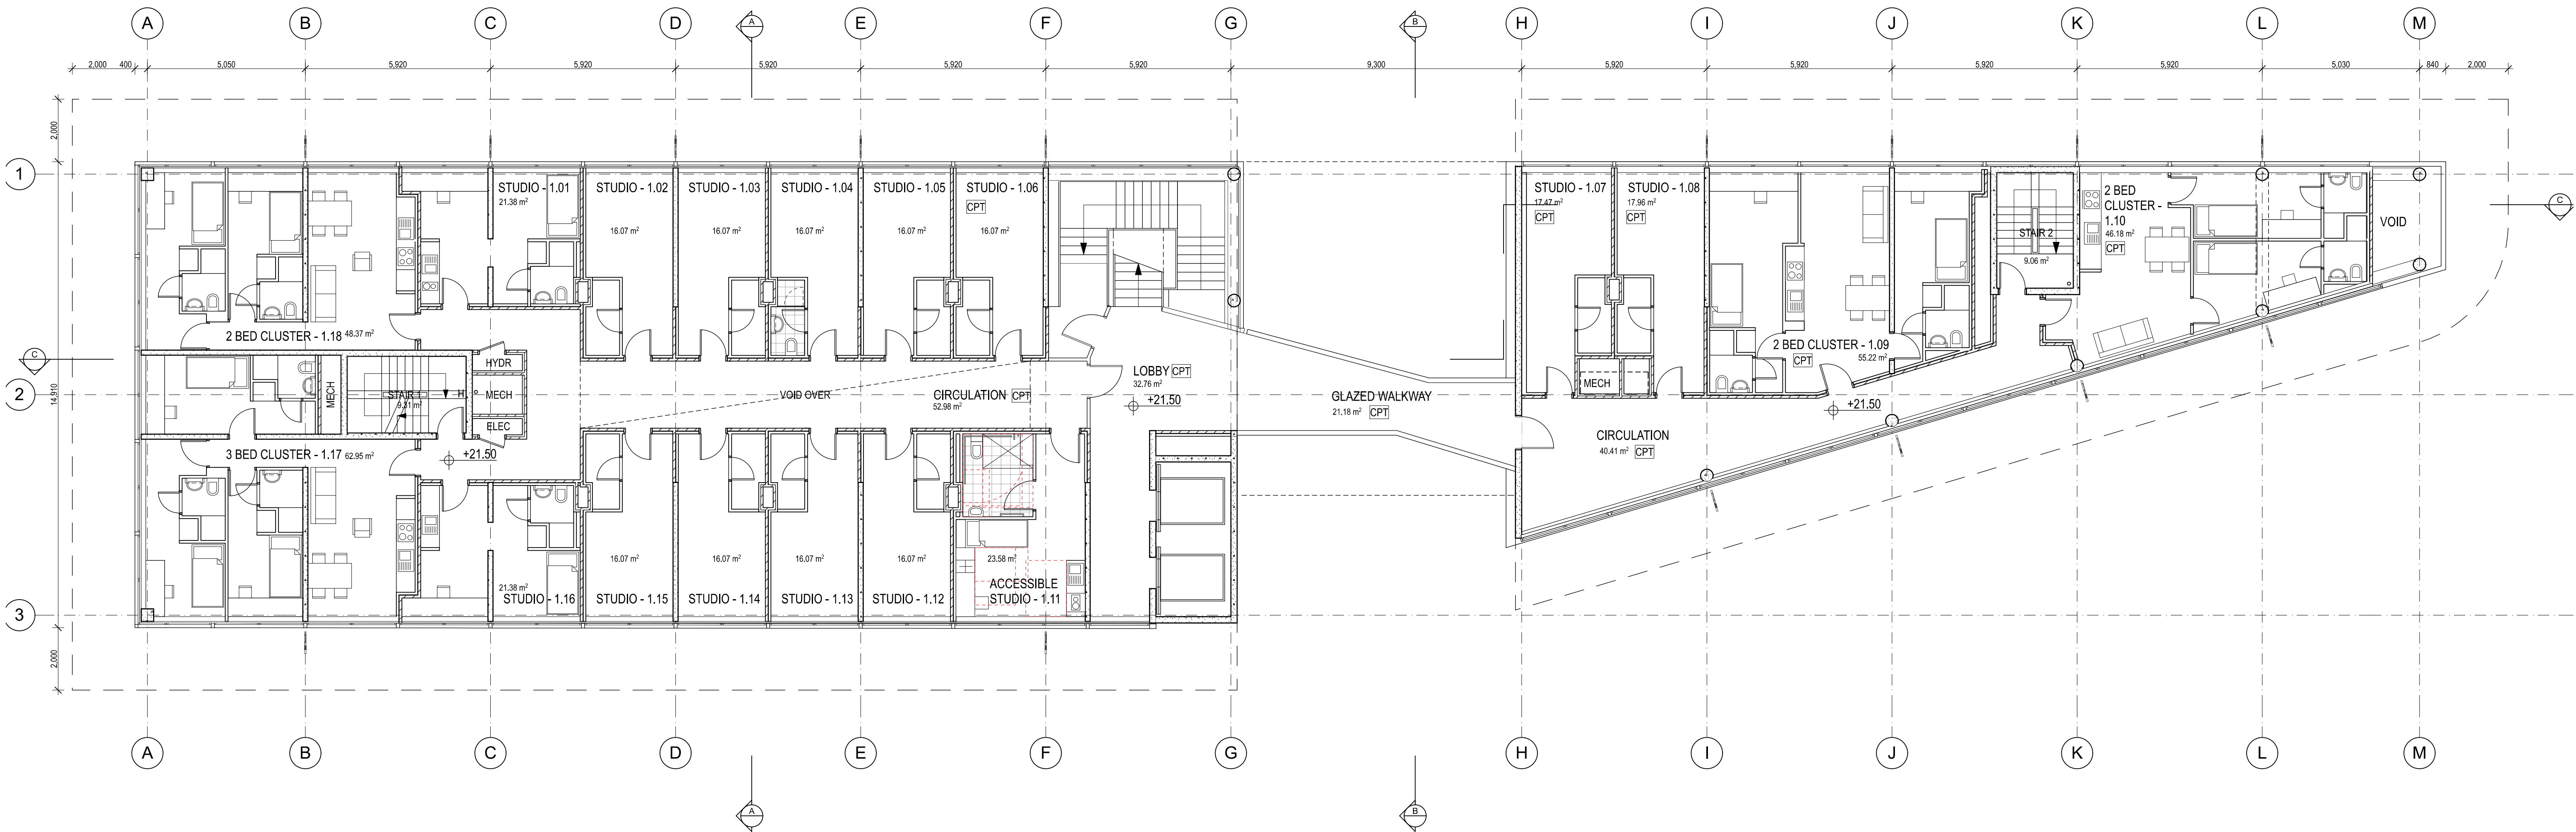 A B C D E F G H I J K L M
A
B
2,000 400 5,050 5,920 5,920 5,920 5,920 5,920 9,300 5,920 5,920 5,920 5,920 5,030 840 2,000
2,000
1
STUDIO - 1.01
21.38 m²
STUDIO - 1.02
16.07 m²
STUDIO - 1.03
16.07 m²
STUDIO - 1.04
16.07 m²
STUDIO - 1.05
16.07 m²
STUDIO - 1.06
CPT
16.07 m²
STUDIO - 1.07
17.47 m²
CPT
STUDIO - 1.08
17.96 m²
CPT
STAIR 2
9.06 m²
2 BED
CLUSTER -
1.10
46.18 m²
CPT
VOID
C
2 BED CLUSTER - 1.18 48.37 m²
C
HYDR
MECH
MECH
STAIR 1
9.31 m²
H
ELEC
2
14,910
VOID OVER
CIRCULATION CPT
52.98 m²
LOBBY CPT
32.76 m²
+21.50
GLAZED WALKWAY
21.18 m² CPT
MECH
2 BED CLUSTER - 1.09
CPT
55.22 m²
+21.50
CIRCULATION
40.41 m² CPT
3 BED CLUSTER - 1.17 62.95 m²
+21.50
21.38 m²
STUDIO - 1.16
16.07 m²
STUDIO - 1.15
16.07 m²
STUDIO - 1.14
16.07 m²
STUDIO - 1.13
16.07 m²
STUDIO - 1.12
23.58 m²
ACCESSIBLE
STUDIO - 1.11
3
2,000
A B C D E F G H I J K L M
A
B